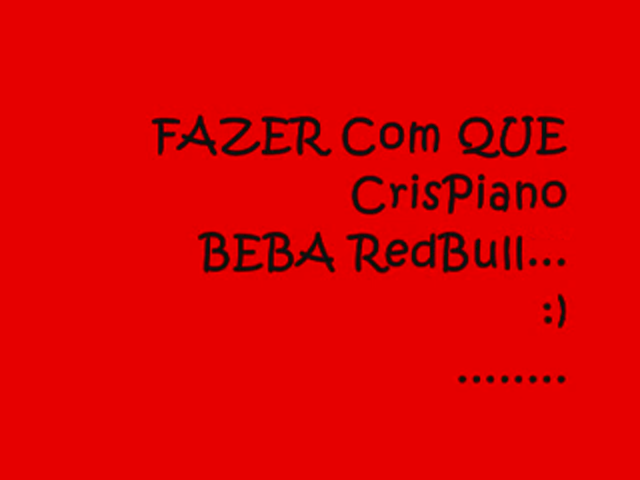 FAZER Com QUE
CrisPiano
BEBA RedBull...
:)
........